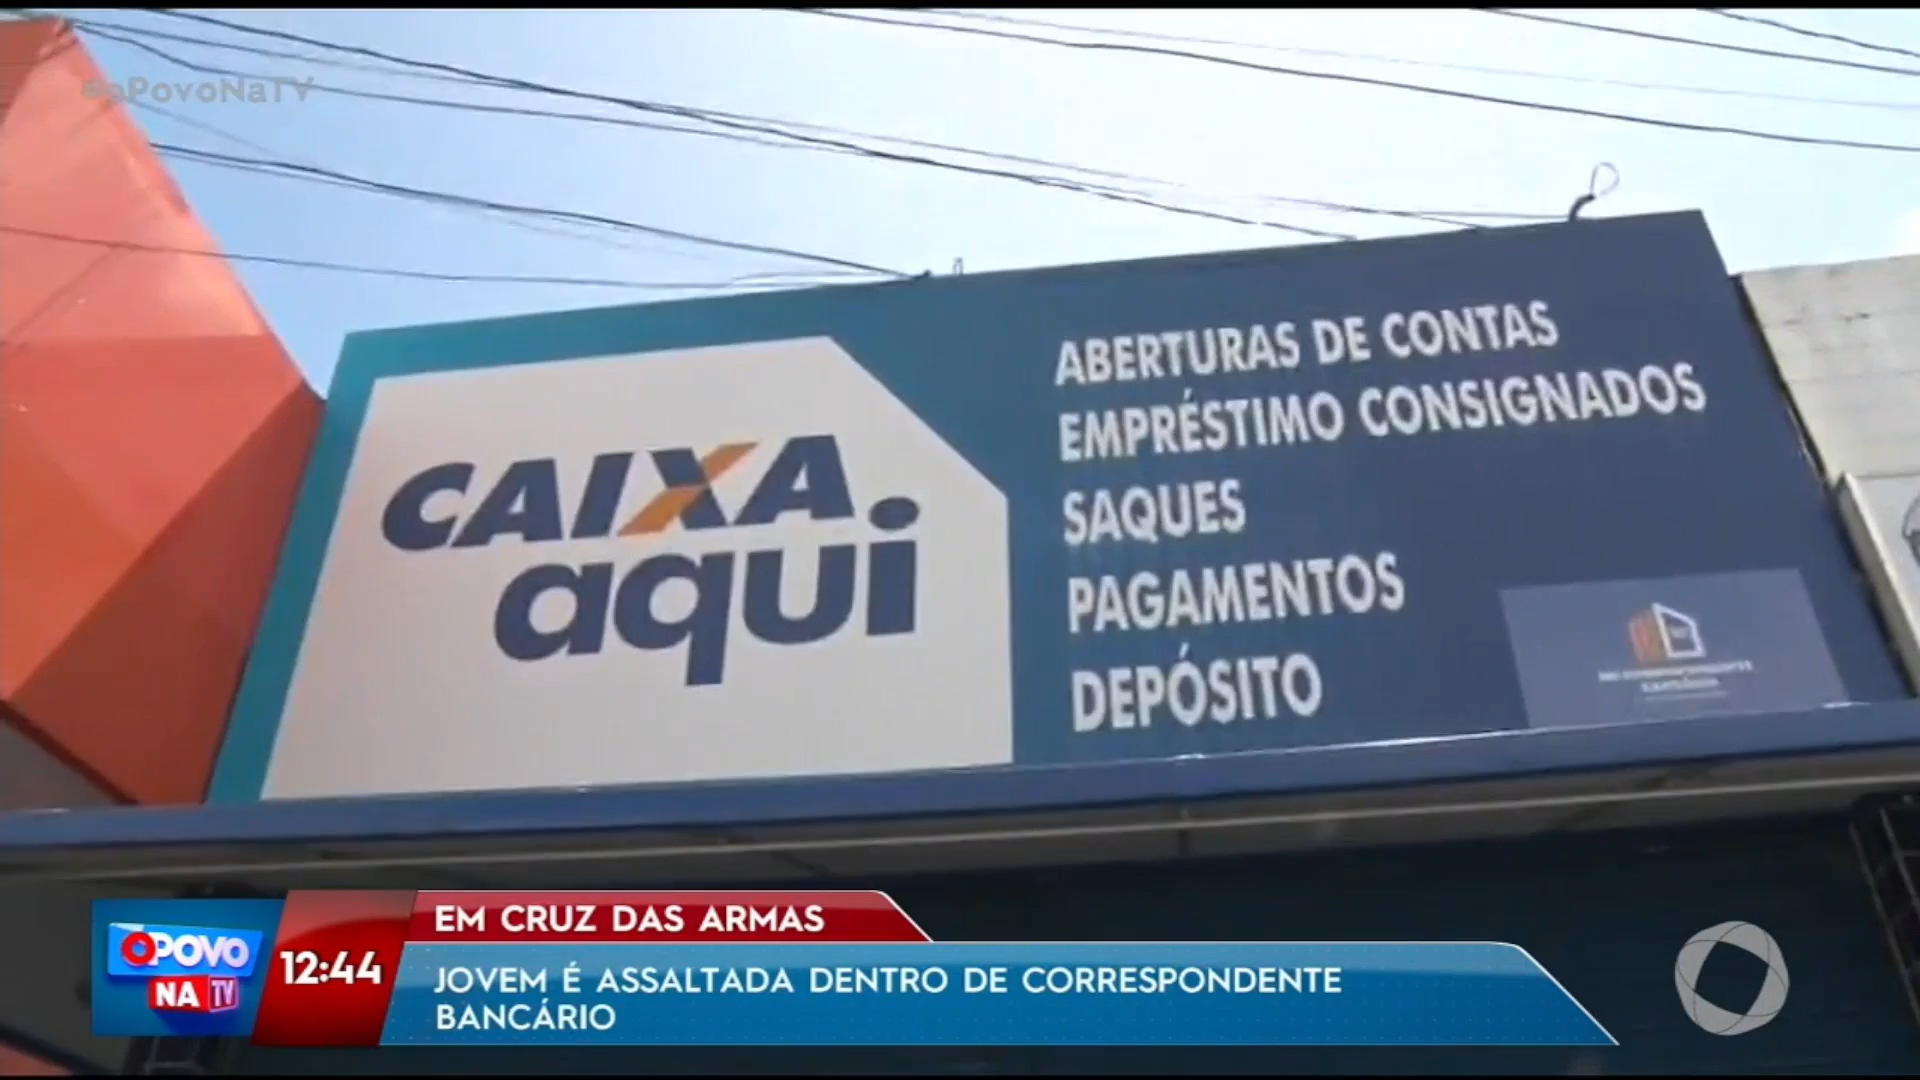 #oPovoNaTV
CAIXA
aqui
ABERTURAS DE CONTAS
EMPRÉSTIMO CONSIGNADOS
SAQUES
PAGAMENTOS
DEPÓSITO
O POVO
NA TV
12:44
EM CRUZ DAS ARMAS
JOVEM É ASSALTADA DENTRO DE CORRESPONDENTE
BANCÁRIO